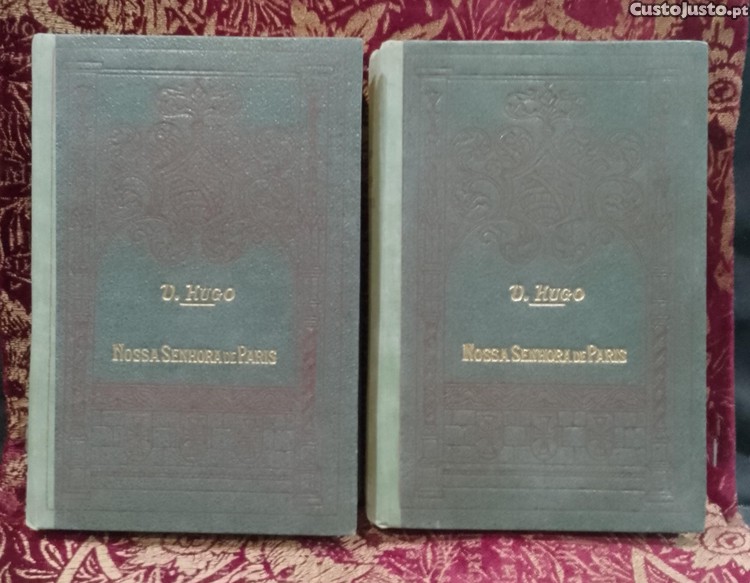 CustoJusto.pt
V. HUGO
NOSSA SENHORA DE PARIS
V. HUGO
NOSSA SENHORA DE PARIS